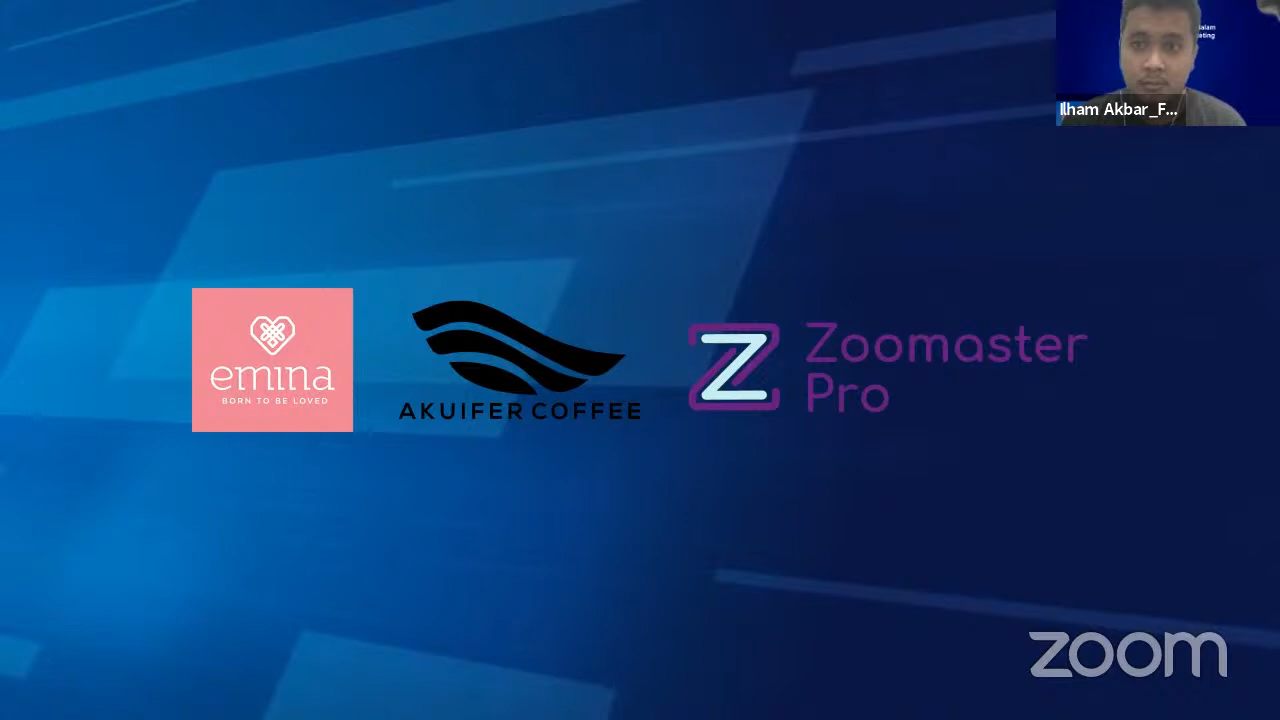 Ilham Akbar_F...
emina
BORN TO BE LOVED
AKUIFER COFFEE
Zoomaster
Pro
zoom